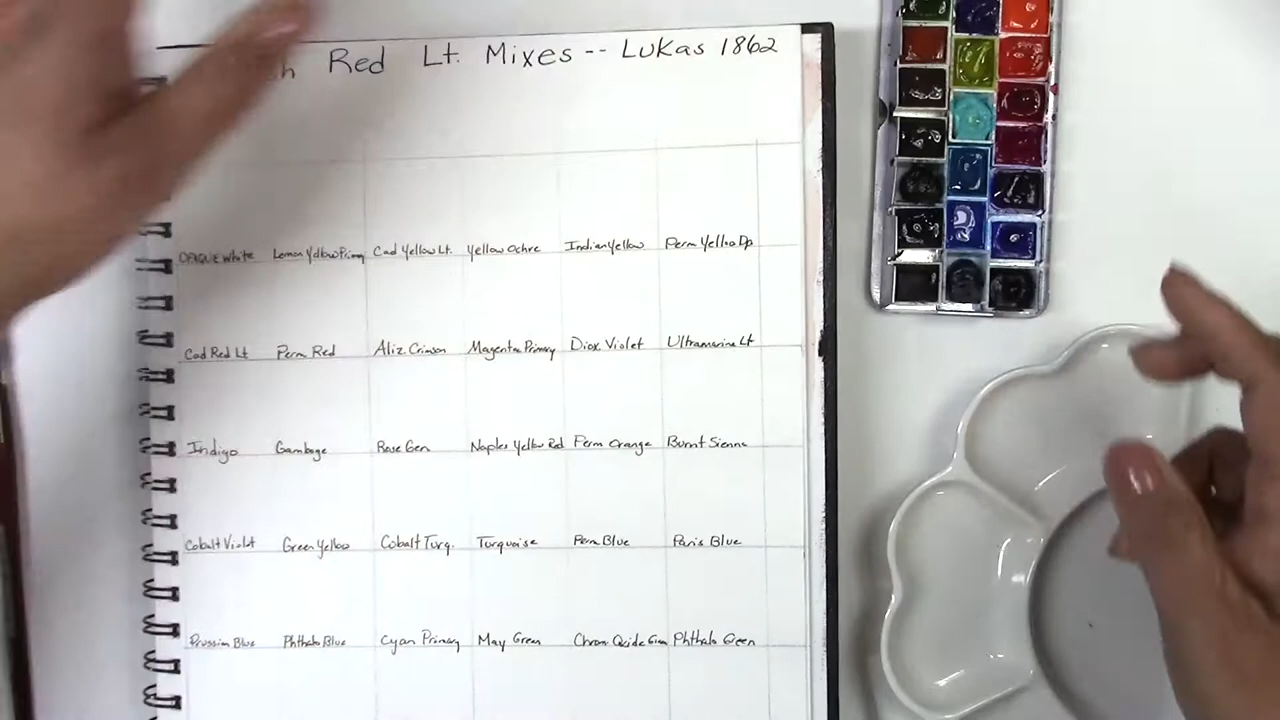 Red Lt. Mixes -- Lukas 1862
OPAQUE White Lemon Yellow Primy Cad Yellow Lt. Yellow Ochre Indian Yellow Perm Yellow Dp
Cad Red Lt Perm Red Aliz. Crimson Magenta Primary Diox Violet Ultramarine Lt
Indigo Gamboge Rose Gen Naples Yellow Red Perm Orange Burnt Sienna
Cobalt Violet Green Yellow Cobalt Turq. Turquoise Perm Blue Paris Blue
Prussian Blue Phthalo Blue Cyan Primary May Green Chrom Oxide Green Phthalo Green